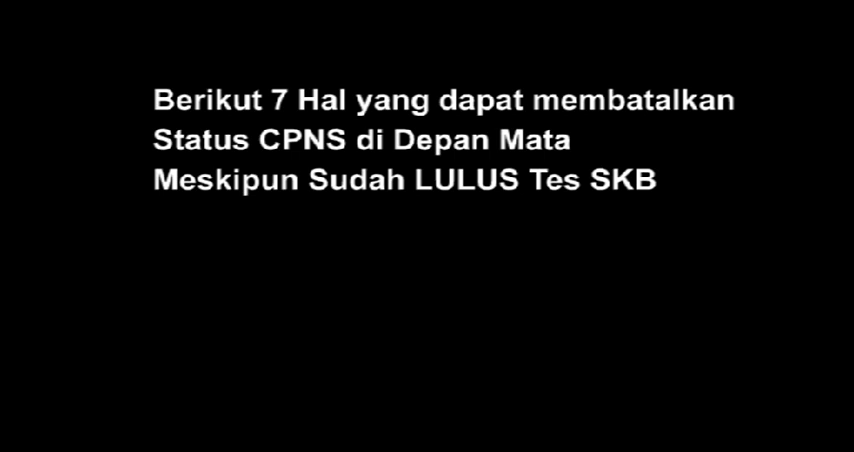 Berikut 7 Hal yang dapat membatalkan
Status CPNS di Depan Mata
Meskipun Sudah LULUS Tes SKB